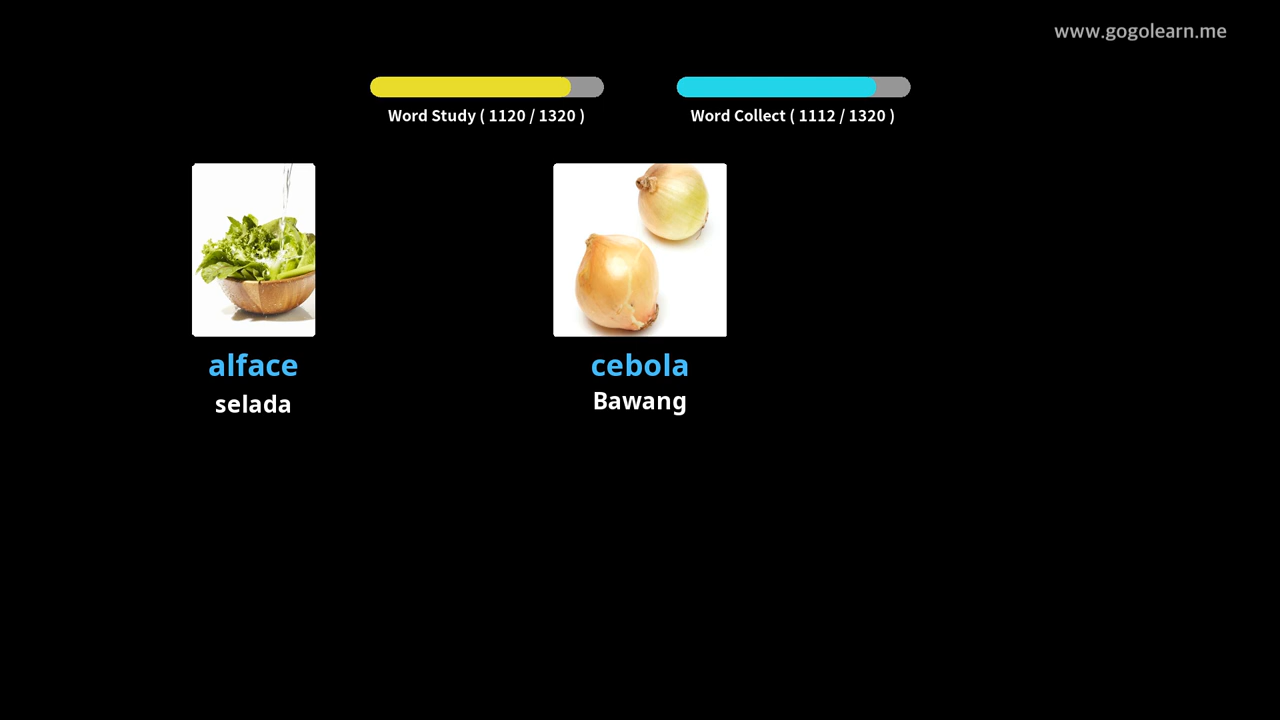 www.gogolearn.me
Word Study ( 1120 / 1320 )
Word Collect ( 1112 / 1320 )
alface
selada
cebola
Bawang